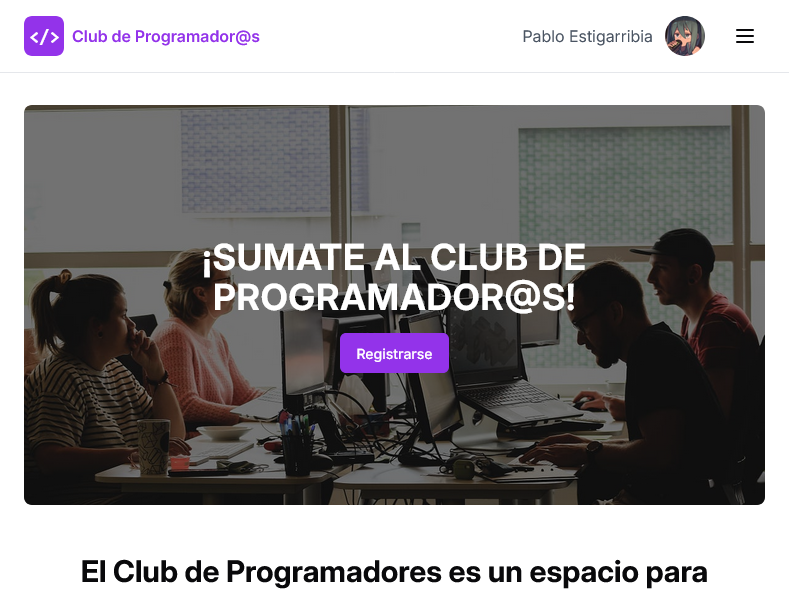 </> Club de Programador@s
Pablo Estigarribia
¡SUMATE AL CLUB DE
PROGRAMADOR@S!
Registrarse
El Club de Programadores es un espacio para